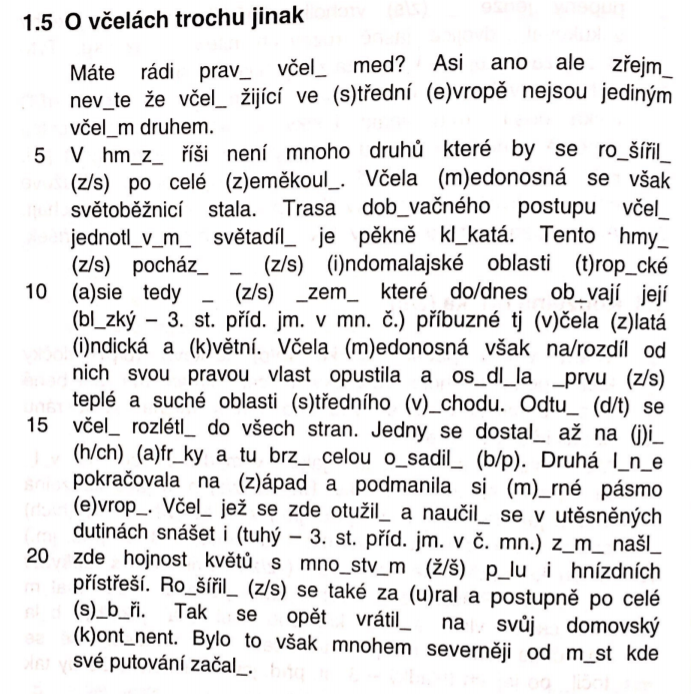 1.5 O včelách trochu jinak
Máte rádi prav_ včel_ med? Asi ano ale zřejm_
nev_te že včel_ žijící ve (s)třední (e)vropě nejsou jediným
včel_m druhem.
5 V hm_z_ říši není mnoho druhů které by se ro_šířil_
(z/s) po celé (z)eměkoul_. Včela (m)edonosná se však
světoběžnicí stala. Trasa dob_vačného postupu včel_
jednotl_v_m_ světadíl_ je pěkně kl_katá. Tento hmy_
(z/s) pocház_ _ (z/s) (i)ndomalajské oblasti (t)rop_cké
10 (a)sie tedy _ (z/s) _zem_ které do/dnes ob_vají její
(bl_zký – 3. st. příd. jm. v mn. č.) příbuzné tj (v)čela (z)latá
(i)ndická a (k)větní. Včela (m)edonosná však na/rozdíl od
nich svou pravou vlast opustila a os_dl_la _prvu (z/s)
teplé a suché oblasti (s)tředního (v)_chodu. Odtu_ (d/t) se
15 včel_ rozlétl_ do všech stran. Jedny se dostal_ až na (j)i_
(h/ch) (a)fr_ky a tu brz_ celou o_sadil_ (b/p). Druhá l_n_e
pokračovala na (z)ápad a podmanila si (m)_rné pásmo
(e)vrop_. Včel_ jež se zde otužil_ a naučil_ se v utěsněných
dutinách snášet i (tuhý – 3. st. příd. jm. v č. mn.) z_m_ našl_
20 zde hojnost květů s mno_stv_m (ž/š) p_lu i hnízdních
přístřeší. Ro_šířil_ (z/s) se také za (u)ral a postupně po celé
(s)_b_ři. Tak se opět vrátil_ na svůj domovský
(k)ont_nent. Bylo to však mnohem severněji od m_st kde
své putování začal_.